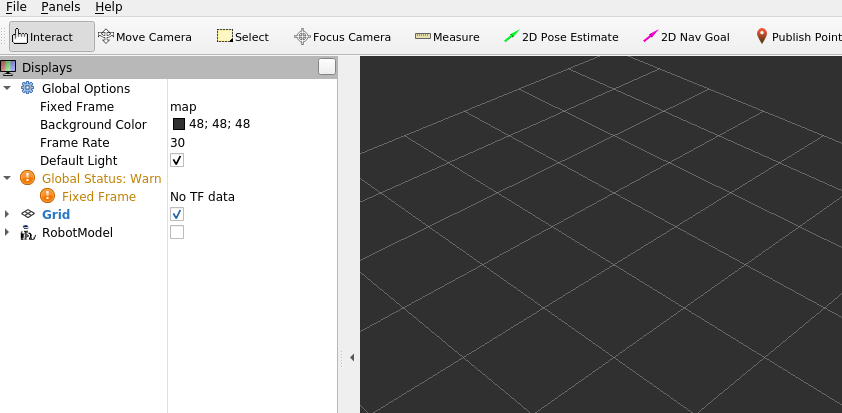 File Panels Help
Interact Move Camera Select Focus Camera Measure 2D Pose Estimate 2D Nav Goal Publish Point
Displays
Global Options
Fixed Frame map
Background Color 48; 48; 48
Frame Rate 30
Default Light
Global Status: Warn
Fixed Frame No TF data
Grid
RobotModel